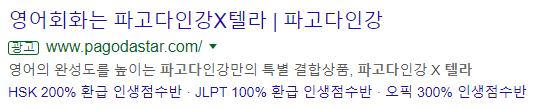 영어회화는 파고다인강X텔라 | 파고다인강
광고 www.pagodastar.com/
영어의 완성도를 높이는 파고다인강만의 특별 결합상품, 파고다인강 X 텔라
HSK 200% 환급 인생점수반 · JLPT 100% 환급 인생점수반 · 오픽 300% 인생점수반